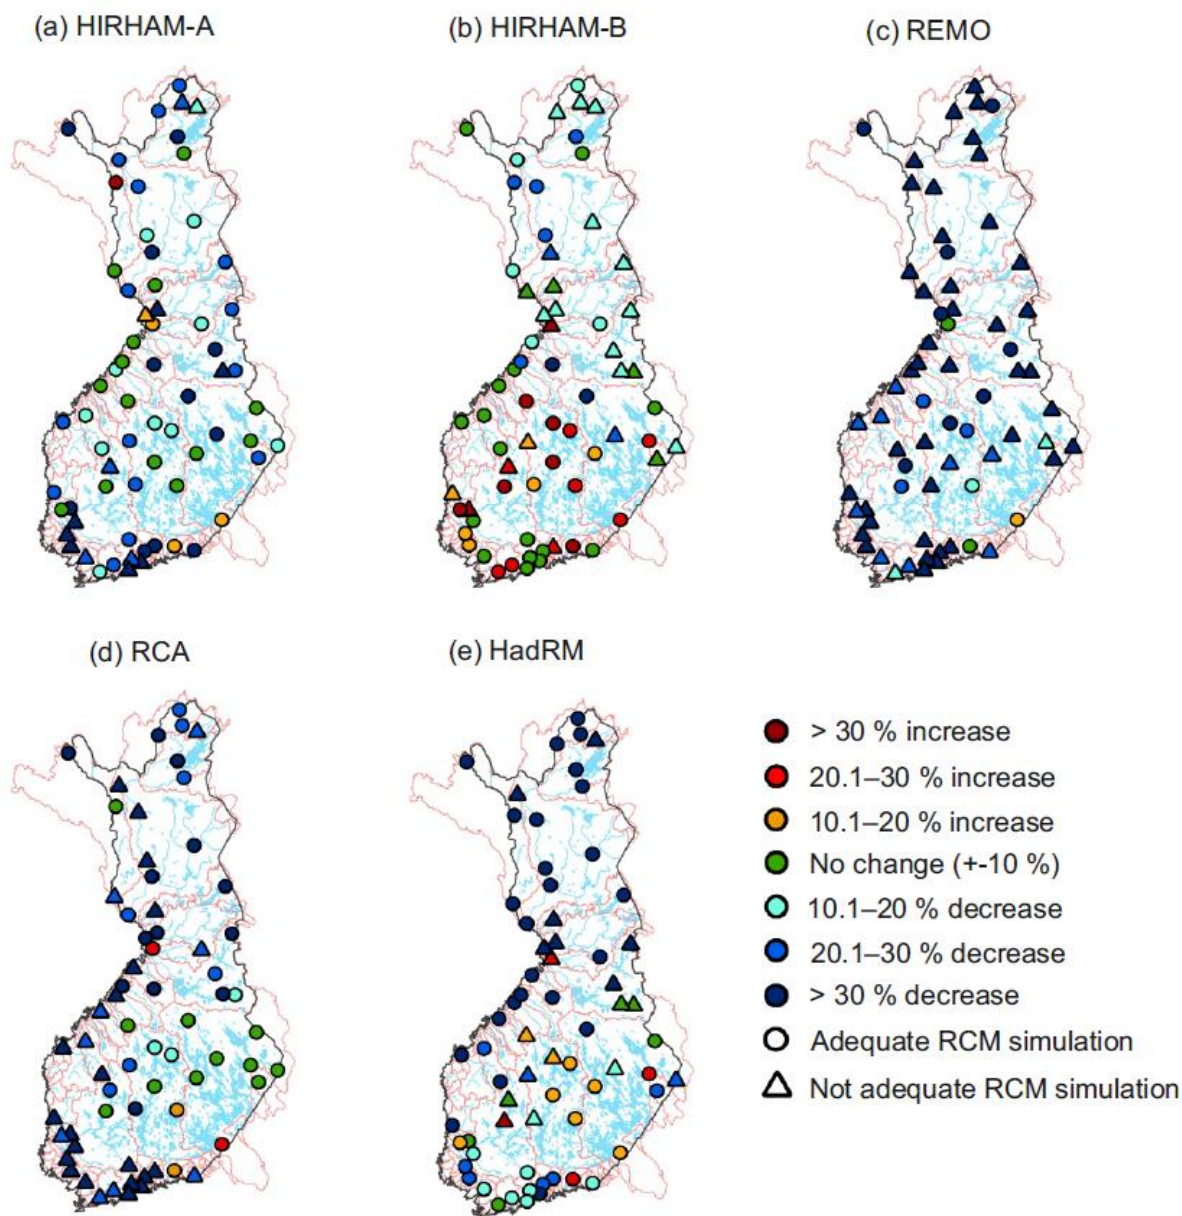 (a) HIRHAM-A
(b) HIRHAM-B
(c) REMO
(d) RCA
(e) HadRM
> 30 % increase
20.1–30 % increase
10.1–20 % increase
No change (+-10 %)
10.1–20 % decrease
20.1–30 % decrease
> 30 % decrease
Adequate RCM simulation
Not adequate RCM simulation